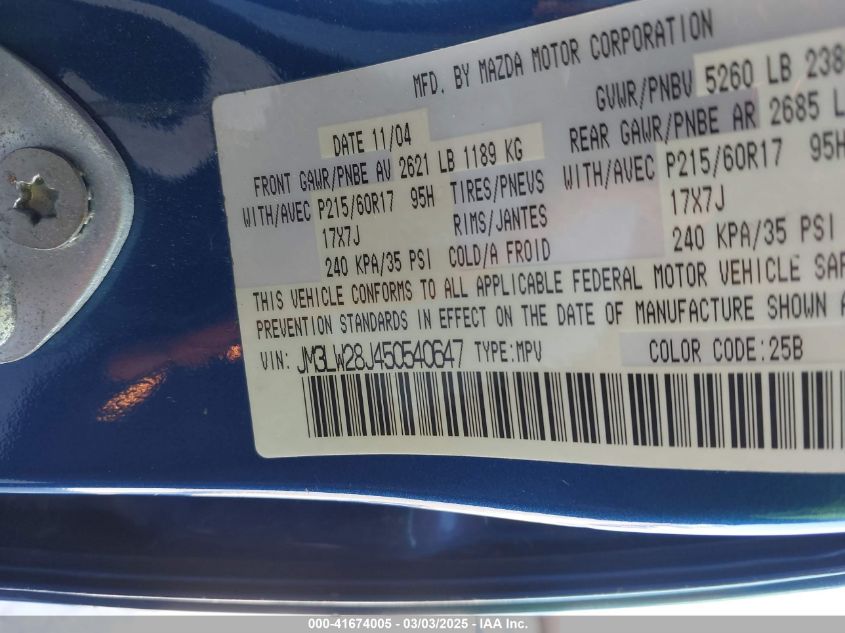 MFD. BY MAZDA MOTOR CORPORATION
DATE 11/04 GVWR/PNBV 5260 LB 238
FRONT GAWR/PNBE AV 2621 LB 1189 KG REAR GAWR/PNBE AR 2685 L
WITH/AVEC P215/60R17 95H TIRES/PNEUS WITH/AVEC P215/60R17 95H
17X7J RIMS/JANTES 17X7J
240 KPA/35 PSI COLD/A FROID 240 KPA/35 PSI
THIS VEHICLE CONFORMS TO ALL APPLICABLE FEDERAL MOTOR VEHICLE SAF
PREVENTION STANDARDS IN EFFECT ON THE DATE OF MANUFACTURE SHOWN A
VIN: JM3LW28J450540647 TYPE:MPV COLOR CODE:25B
000-41674005 - 03/03/2025 - IAA Inc.